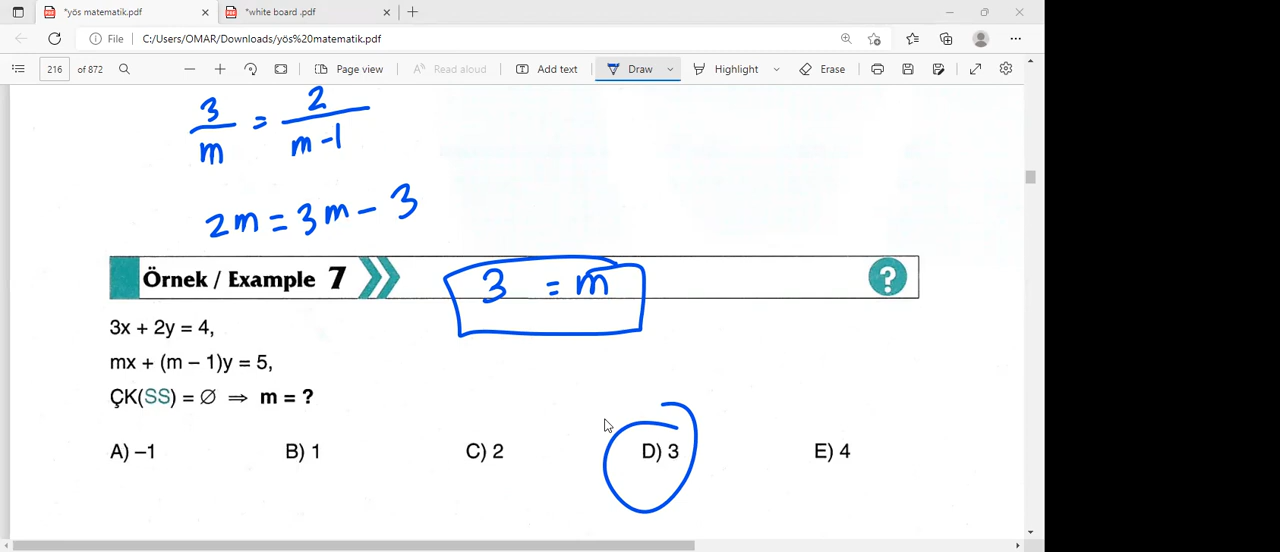 *yös matematik.pdf
*white board .pdf
File C:/Users/OMAR/Downloads/yös%20matematik.pdf
216 of 872 Page view Read aloud Add text Draw Highlight Erase
3/m = 2/(m-1)
2m = 3m - 3
Örnek / Example 7
3 = m
3x + 2y = 4,
mx + (m – 1)y = 5,
ÇK(SS) = ∅ ⇒ m = ?
A) –1 B) 1 C) 2 D) 3 E) 4